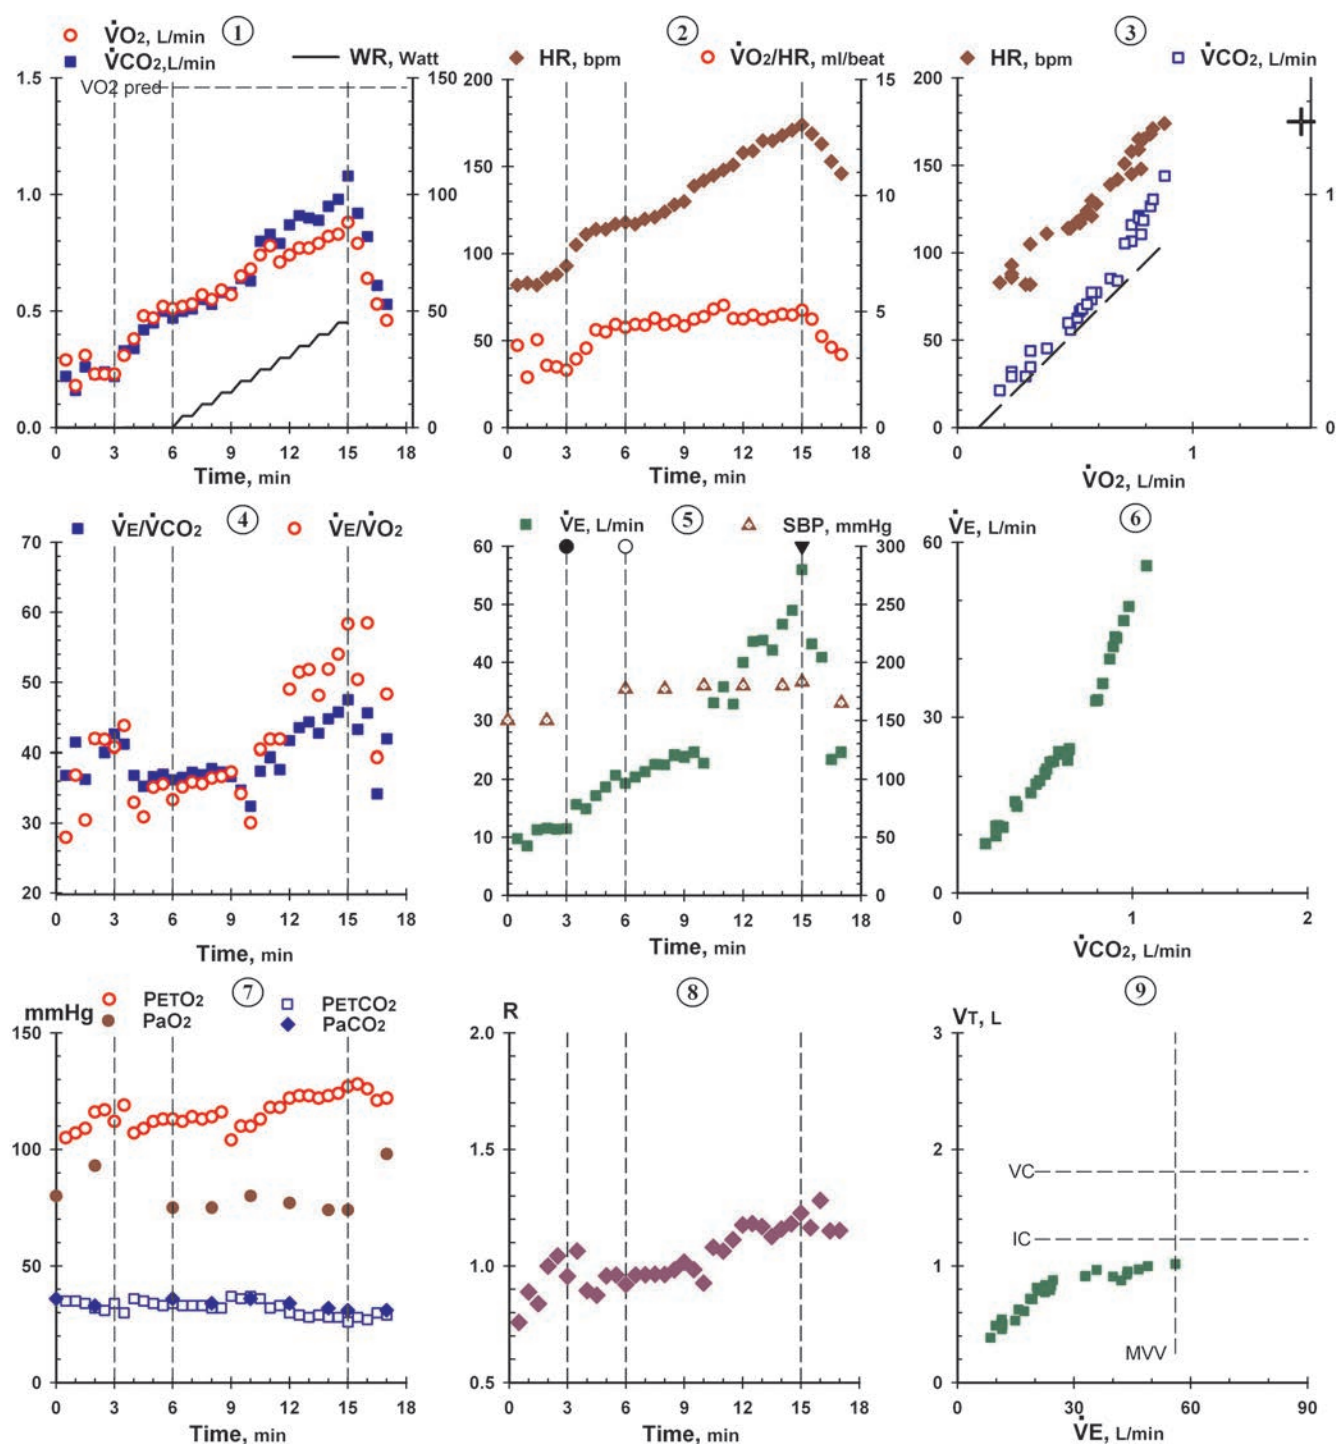 V̇O2, L/min
V̇CO2, L/min
1
WR, Watt
VO2 pred
1.5
1.0
0.5
0.0
150
100
50
0
0 3 6 9 12 15 18
Time, min
2
HR, bpm
V̇O2/HR, ml/beat
200
150
100
50
0
15
10
5
0
0 3 6 9 12 15 18
Time, min
3
HR, bpm
V̇CO2, L/min
200
150
100
50
0
1
0
0 1
V̇O2, L/min
4
V̇E/V̇CO2
V̇E/V̇O2
70
60
50
40
30
20
0 3 6 9 12 15 18
Time, min
5
V̇E, L/min
SBP, mmHg
60
50
40
30
20
10
0
300
250
200
150
100
50
0
0 3 6 9 12 15 18
Time, min
6
V̇E, L/min
60
30
0
0 1 2
V̇CO2, L/min
7
mmHg
PETO2
PaO2
PETCO2
PaCO2
150
100
50
0
0 3 6 9 12 15 18
Time, min
8
R
2.0
1.5
1.0
0.5
0 3 6 9 12 15 18
Time, min
9
VT, L
3
2
1
0
VC
IC
MVV
0 30 60 90
V̇E, L/min